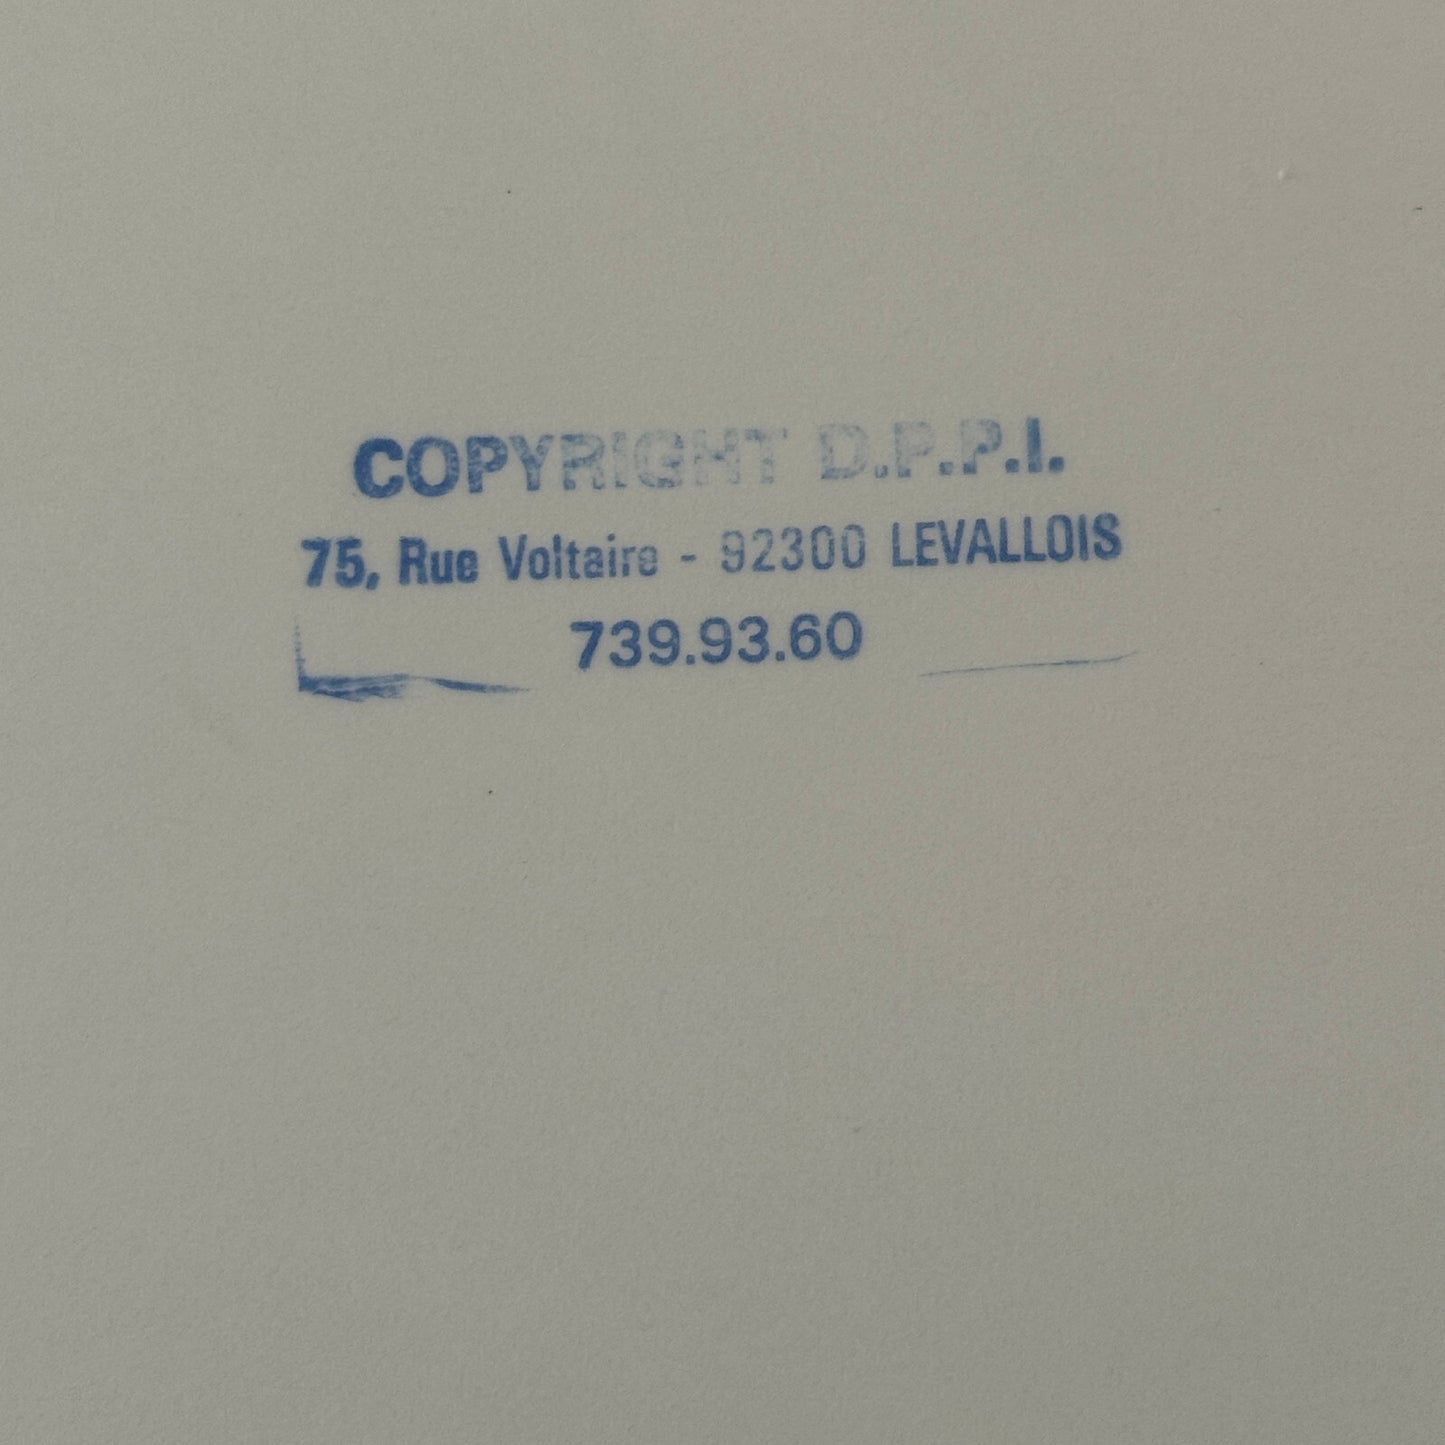 COPYRIGHT D.P.P.I.
75, Rue Voltaire - 92300 LEVALLOIS
739.93.60